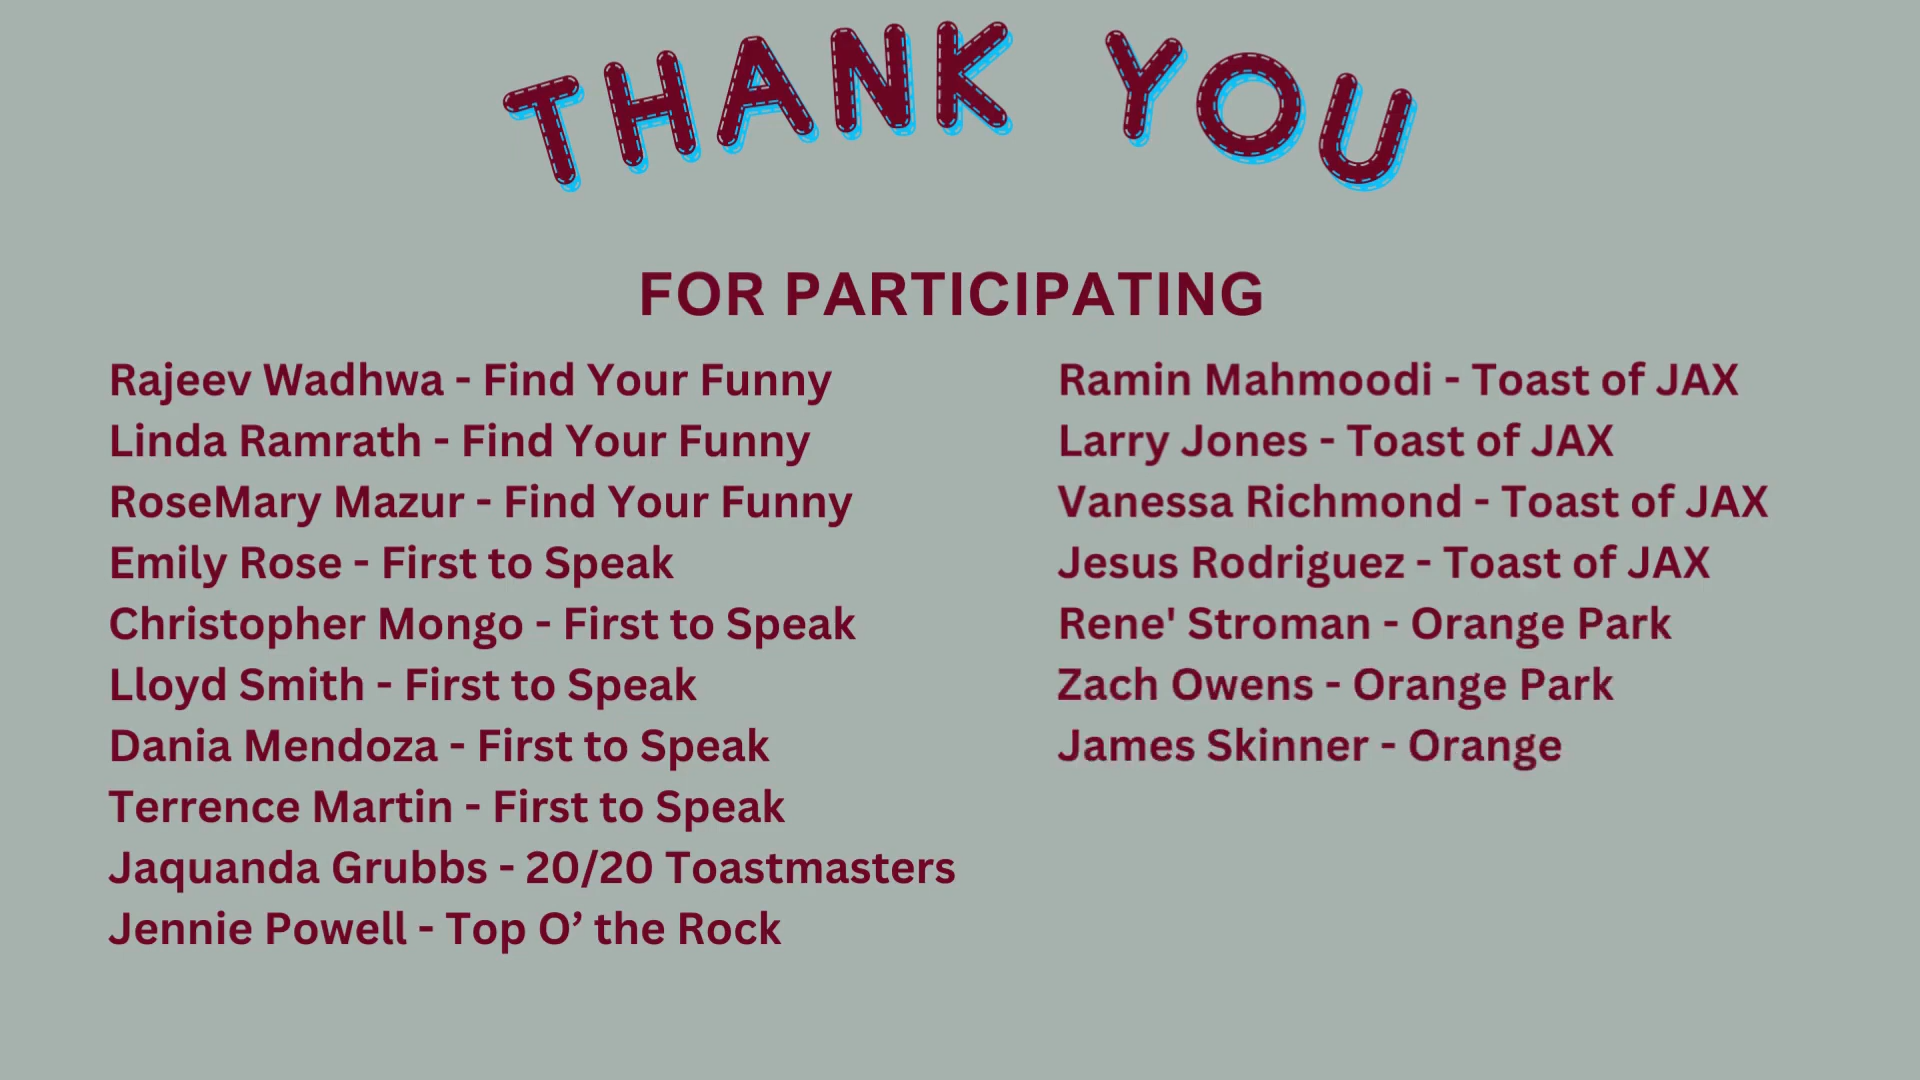 THANK YOU
FOR PARTICIPATING
Rajeev Wadhwa - Find Your Funny
Linda Ramrath - Find Your Funny
RoseMary Mazur - Find Your Funny
Emily Rose - First to Speak
Christopher Mongo - First to Speak
Lloyd Smith - First to Speak
Dania Mendoza - First to Speak
Terrence Martin - First to Speak
Jaquanda Grubbs - 20/20 Toastmasters
Jennie Powell - Top O’ the Rock
Ramin Mahmoodi - Toast of JAX
Larry Jones - Toast of JAX
Vanessa Richmond - Toast of JAX
Jesus Rodriguez - Toast of JAX
Rene' Stroman - Orange Park
Zach Owens - Orange Park
James Skinner - Orange